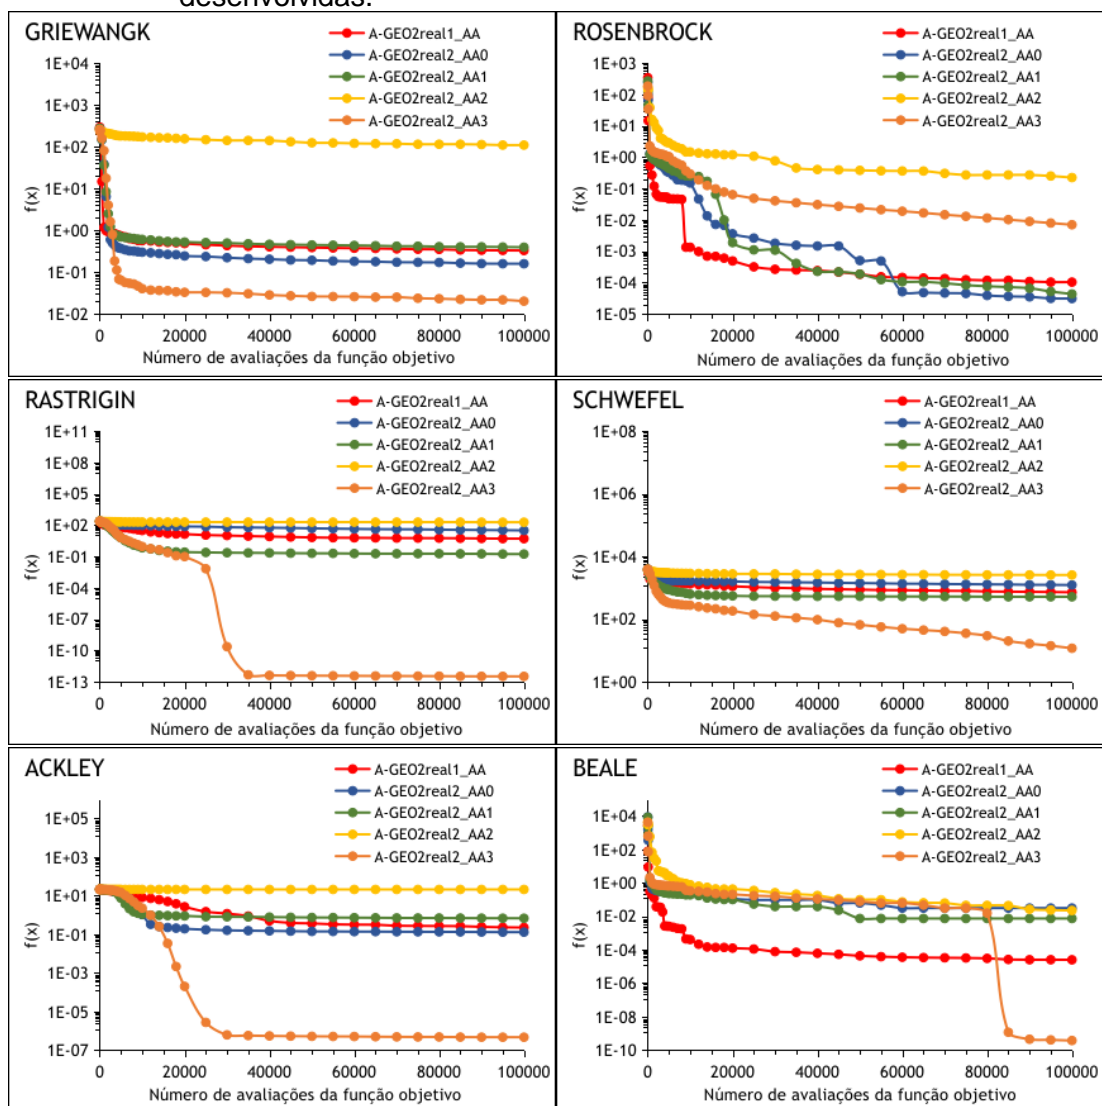 desenvolvidas.
GRIEWANGK
A-GEO2real1_AA
A-GEO2real2_AA0
A-GEO2real2_AA1
A-GEO2real2_AA2
A-GEO2real2_AA3
1E+04
1E+03
1E+02
1E+01
1E+00
1E-01
1E-02
f(x)
0 20000 40000 60000 80000 100000
Número de avaliações da função objetivo
ROSENBROCK
A-GEO2real1_AA
A-GEO2real2_AA0
A-GEO2real2_AA1
A-GEO2real2_AA2
A-GEO2real2_AA3
1E+03
1E+02
1E+01
1E+00
1E-01
1E-02
1E-03
1E-04
1E-05
f(x)
0 20000 40000 60000 80000 100000
Número de avaliações da função objetivo
RASTRIGIN
A-GEO2real1_AA
A-GEO2real2_AA0
A-GEO2real2_AA1
A-GEO2real2_AA2
A-GEO2real2_AA3
1E+11
1E+08
1E+05
1E+02
1E-01
1E-04
1E-07
1E-10
1E-13
f(x)
0 20000 40000 60000 80000 100000
Número de avaliações da função objetivo
SCHWEFEL
A-GEO2real1_AA
A-GEO2real2_AA0
A-GEO2real2_AA1
A-GEO2real2_AA2
A-GEO2real2_AA3
1E+08
1E+06
1E+04
1E+02
1E+00
f(x)
0 20000 40000 60000 80000 100000
Número de avaliações da função objetivo
ACKLEY
A-GEO2real1_AA
A-GEO2real2_AA0
A-GEO2real2_AA1
A-GEO2real2_AA2
A-GEO2real2_AA3
1E+05
1E+03
1E+01
1E-01
1E-03
1E-05
1E-07
f(x)
0 20000 40000 60000 80000 100000
Número de avaliações da função objetivo
BEALE
A-GEO2real1_AA
A-GEO2real2_AA0
A-GEO2real2_AA1
A-GEO2real2_AA2
A-GEO2real2_AA3
1E+04
1E+02
1E+00
1E-02
1E-04
1E-06
1E-08
1E-10
f(x)
0 20000 40000 60000 80000 100000
Número de avaliações da função objetivo